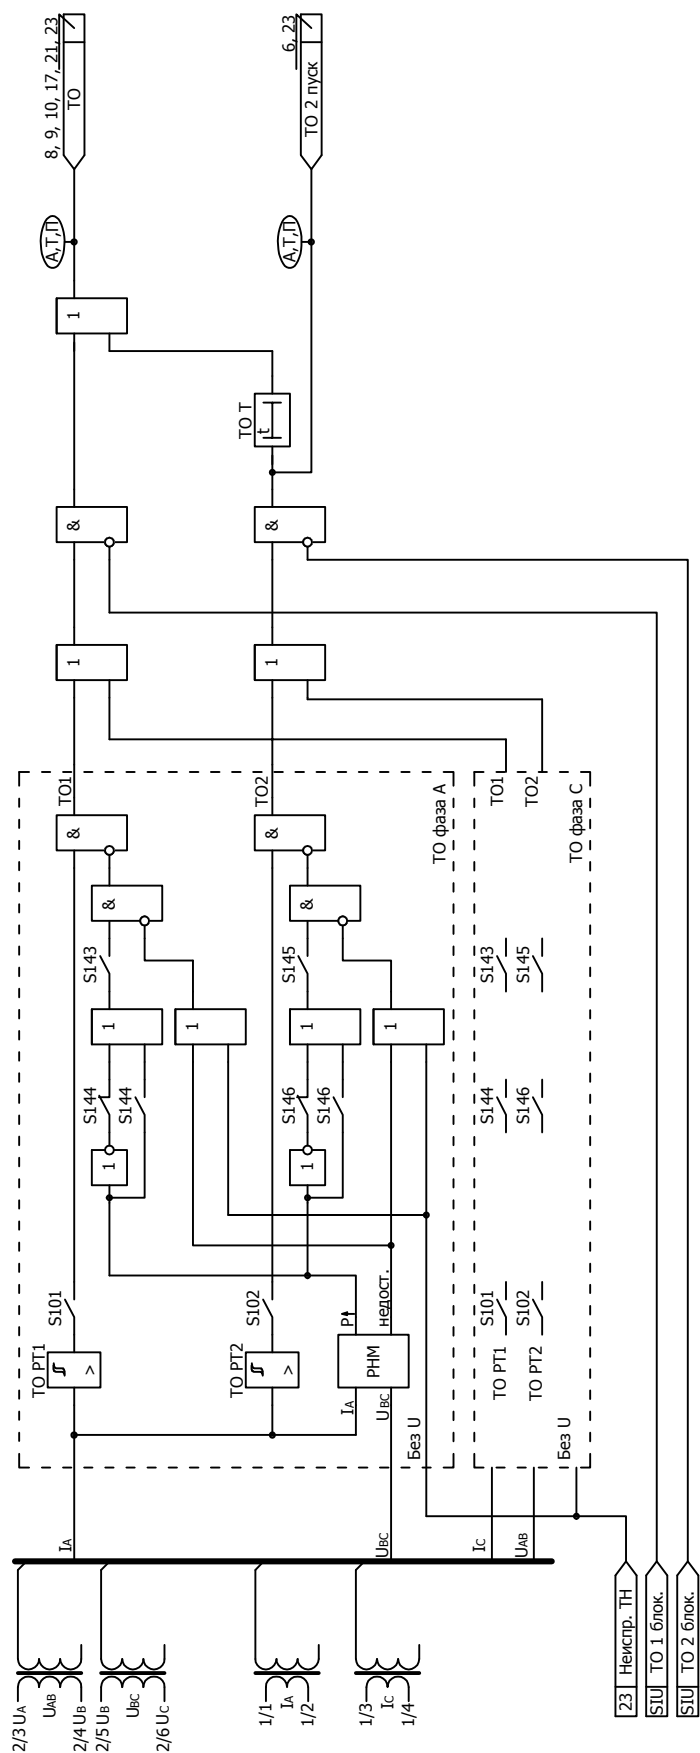 2/3 UA
UAB
2/4 UB
2/5 UB
UBC
2/6 UC
1/1
IA
1/2
1/3
IC
1/4
IA
UBC
IC
UAB
23 Неиспр. ТН
SIU ТО 1 блок.
SIU ТО 2 блок.
ТО РТ1
>
S101
ТО РТ2
>
S102
IA
UBC
РНМ
P
недост.
Без U
1
S144
S144
1
S143
&
1
&
ТО1
1
S146
S146
1
S145
&
1
&
ТО2
ТО фаза А
ТО РТ1
S101
ТО РТ2
S102
Без U
S144
S146
S143
S145
ТО1
ТО2
ТО фаза С
1
1
&
&
ТО Т
t
1
А,Т,П
А,Т,П
ТО
8, 9, 10, 17, 21, 23
ТО 2 пуск
6, 23